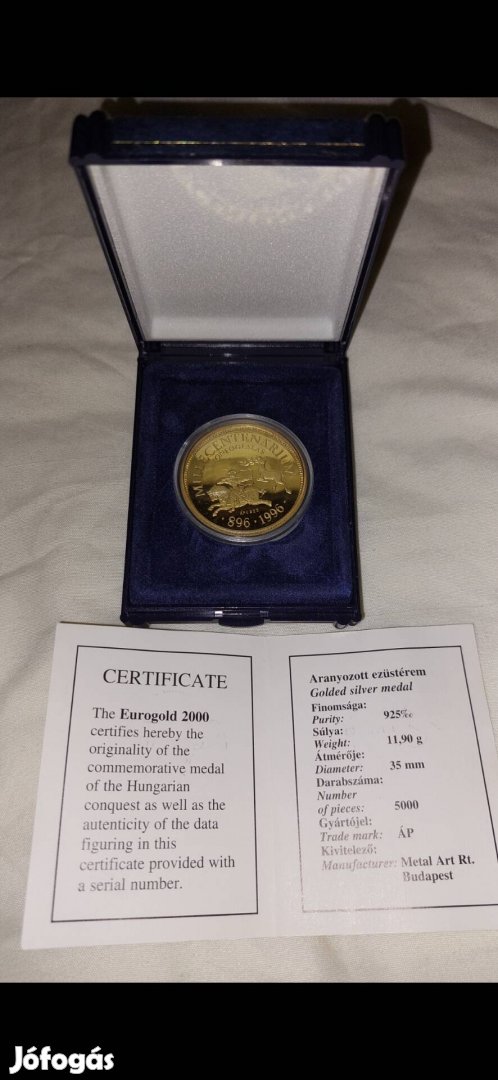 MILLECENTENARIUM
896 · 1996
CERTIFICATE
The Eurogold 2000
certifies hereby the
originality of the
commemorative medal
of the Hungarian
conquest as well as the
autenticity of the data
figuring in this
certificate provided with
a serial number.
Aranyozott ezüstérem
Golded silver medal
Finomsága:
Purity: 925‰
Súlya:
Weight: 11,90 g
Átmérője:
Diameter: 35 mm
Darabszáma:
Number
of pieces: 5000
Gyártójel:
Trade mark: ÁP
Kivitelező:
Manufacturer: Metal Art Rt.
Budapest
Jófogás